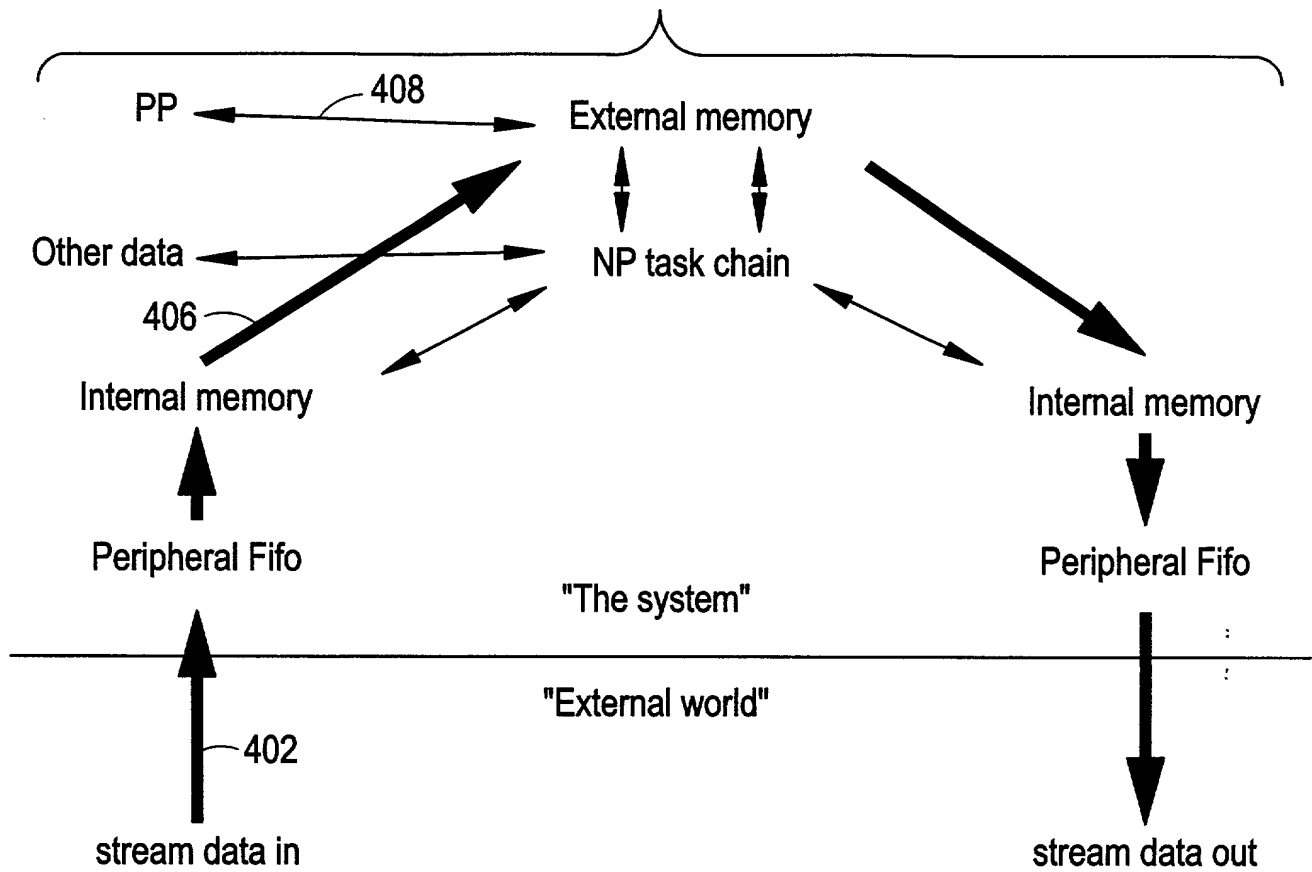 PP
408
External memory
Other data
NP task chain
406
Internal memory
Internal memory
Peripheral Fifo
Peripheral Fifo
"The system"
"External world"
402
stream data in
stream data out